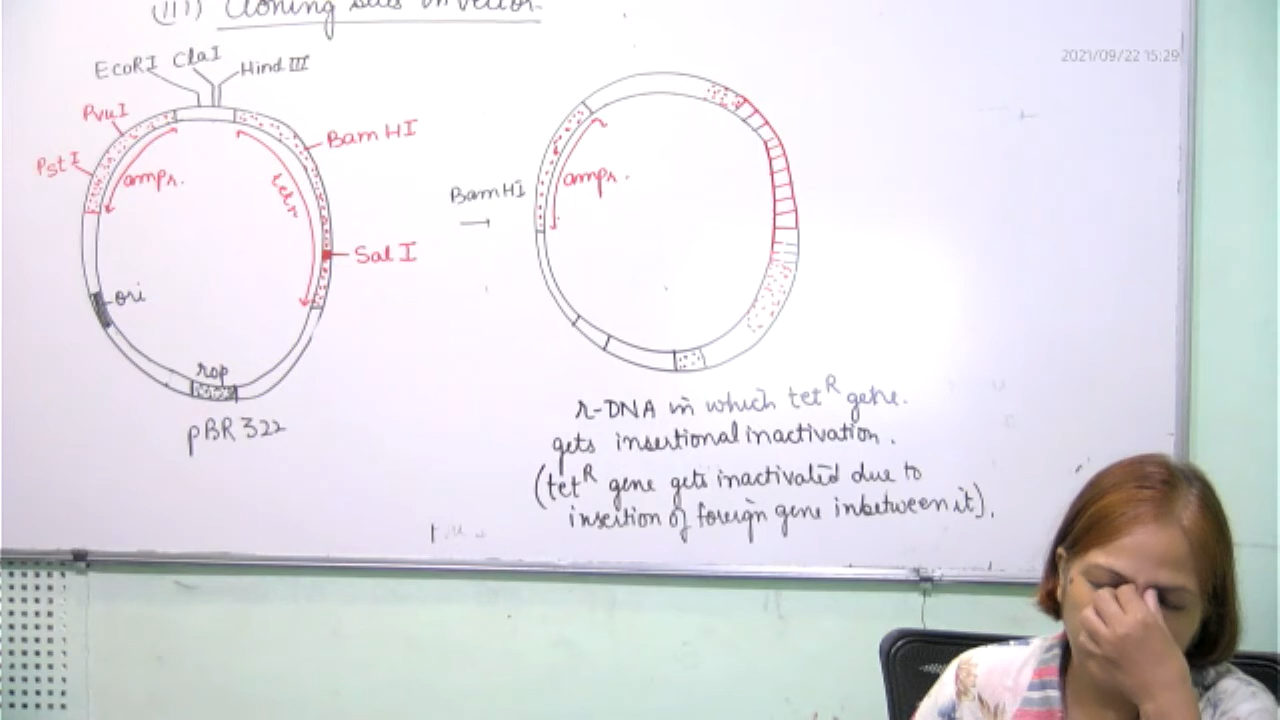 (III) Cloning sites in vector.
2021/09/22 15:29
EcoRI ClaI Hind III
PvuI
BamHI
PstI
ampr.
tetr
SalI
ori
rop
pBR322
BamHI
→
ampr.
r-DNA in which tetR gene.
gets insertional inactivation.
(tetR gene gets inactivated due to
insertion of foreign gene inbetween it).